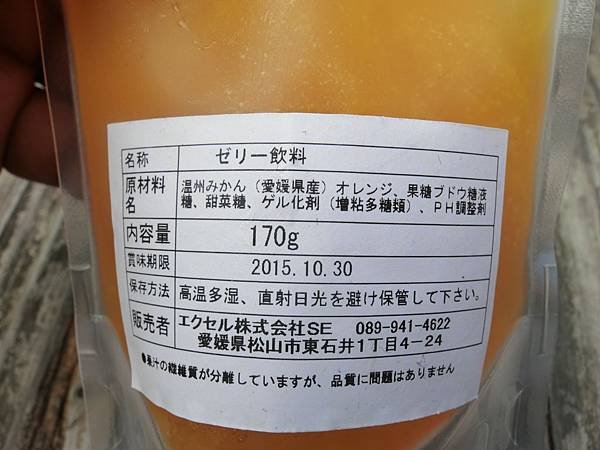 名称 ゼリー飲料
原材料名 温州みかん（愛媛県産）オレンジ、果糖ブドウ糖液
糖、甜菜糖、ゲル化剤（増粘多糖類）、PH調整剤
内容量 170g
賞味期限 2015.10.30
保存方法 高温多湿、直射日光を避け保管して下さい。
販売者 エクセル株式会社SE 089-941-4622
愛媛県松山市東石井1丁目4-24
●果汁の繊維質が分離していますが、品質に問題はありません